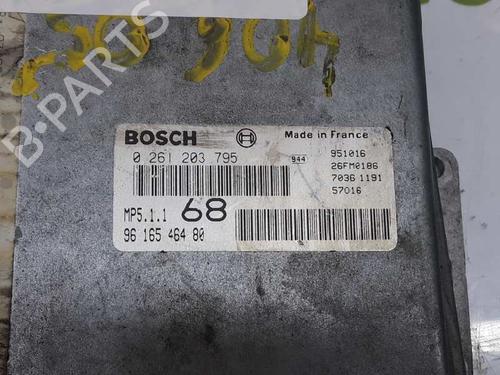 B-PARTS
BOSCH
Made in France
0 261 203 795
944
951016
26FM0186
7036 1191
57016
MP5.1.1 68
96 165 464 80